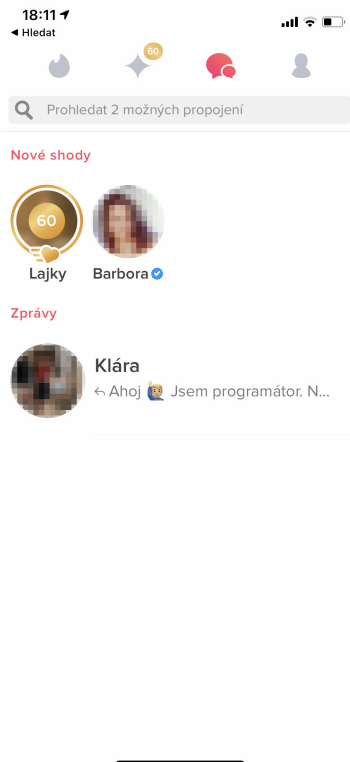 18:11
◀ Hledat
60
Prohledat 2 možných propojení
Nové shody
60
Lajky
Barbora
Zprávy
Klára
Ahoj 🙋🏼‍♂️ Jsem programátor. N...